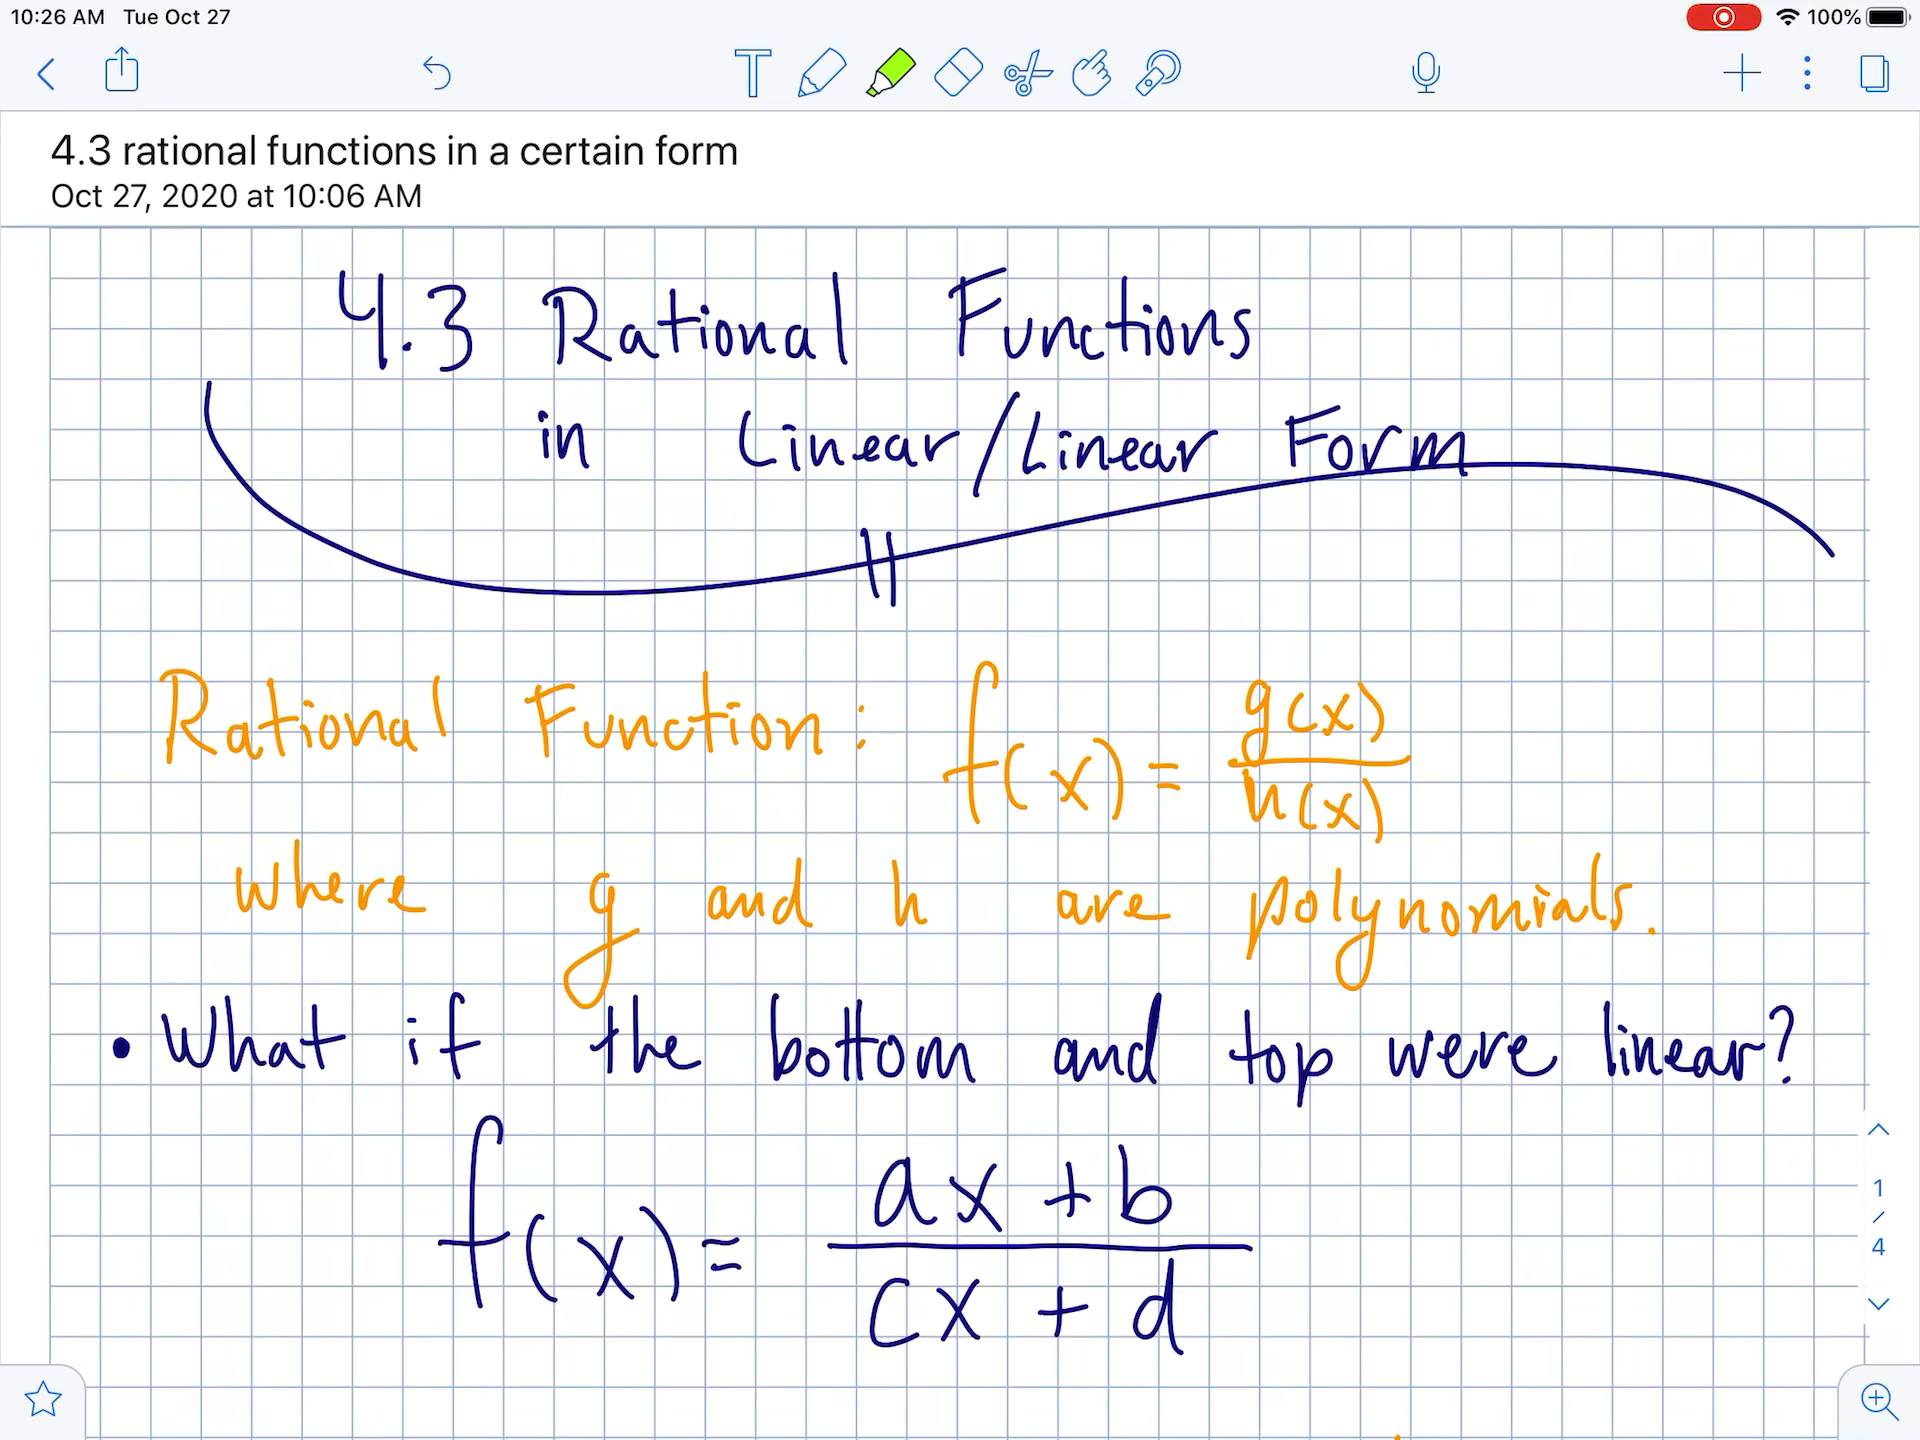 10:26 AM Tue Oct 27 100%
4.3 rational functions in a certain form
Oct 27, 2020 at 10:06 AM
4.3 Rational Functions
in Linear/Linear Form
Rational Function: f(x) = g(x)/h(x)
where g and h are polynomials.
• What if the bottom and top were linear?
f(x) = (ax + b)/(cx + d)
1/4